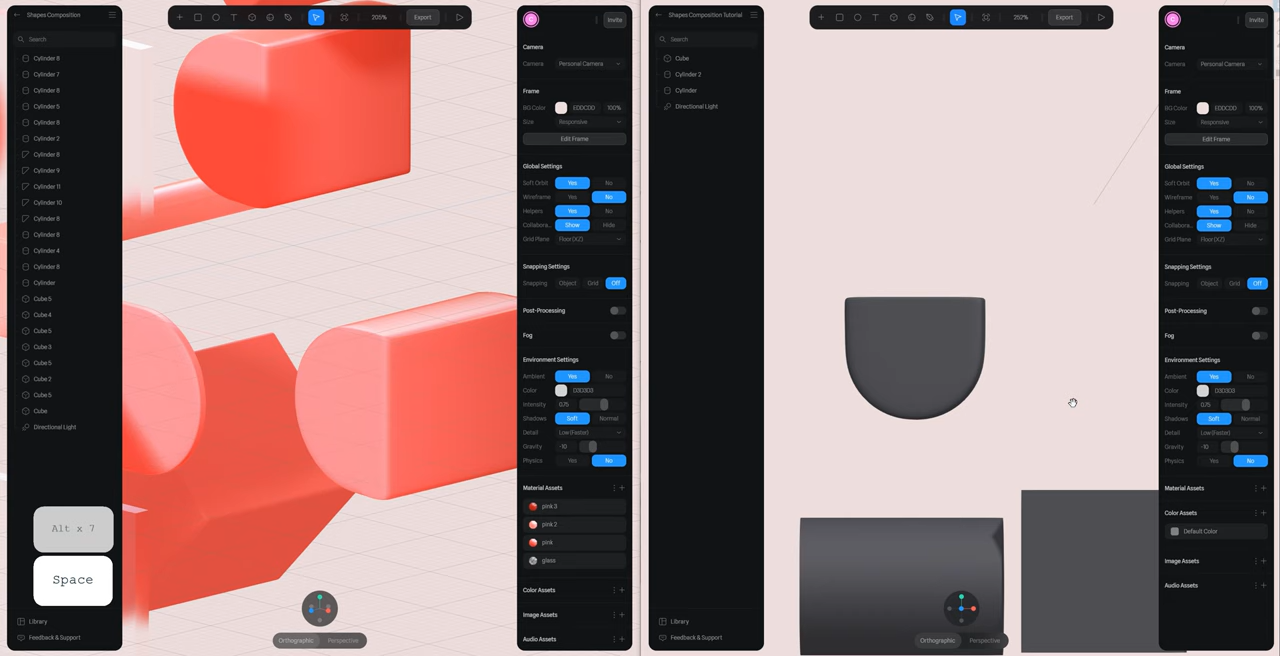 Shapes Composition
Search
Cylinder 8
Cylinder 7
Cylinder 8
Cylinder 5
Cylinder 8
Cylinder 2
Cylinder 8
Cylinder 9
Cylinder 11
Cylinder 10
Cylinder 8
Cylinder 8
Cylinder 4
Cylinder 8
Cylinder
Cube 5
Cube 4
Cube 5
Cube 3
Cube 5
Cube 2
Cube 5
Cube
Directional Light
Alt x 7
Space
Library
Feedback & Support
205%
Export
Orthographic
Perspective
C
Invite
Camera
Camera Personal Camera
Frame
BG Color EDDCDD 100%
Size Responsive
Edit Frame
Global Settings
Soft Orbit Yes No
Wireframe Yes No
Helpers Yes No
Collabora... Show Hide
Grid Plane Floor (XZ)
Snapping Settings
Snapping Object Grid Off
Post-Processing
Fog
Environment Settings
Ambient Yes No
Color D3D3D3
Intensity 0.75
Shadows Soft Normal
Detail Low (Faster)
Gravity -10
Physics Yes No
Material Assets
pink 3
pink 2
pink
glass
Color Assets
Image Assets
Audio Assets
Shapes Composition Tutorial
Search
Cube
Cylinder 2
Cylinder
Directional Light
Library
Feedback & Support
252%
Export
Orthographic
Perspective
C
Invite
Camera
Camera Personal Camera
Frame
BG Color EDDCDD 100%
Size Responsive
Edit Frame
Global Settings
Soft Orbit Yes No
Wireframe Yes No
Helpers Yes No
Collabora... Show Hide
Grid Plane Floor (XZ)
Snapping Settings
Snapping Object Grid Off
Post-Processing
Fog
Environment Settings
Ambient Yes No
Color D3D3D3
Intensity 0.75
Shadows Soft Normal
Detail Low (Faster)
Gravity -10
Physics Yes No
Material Assets
Color Assets
Default Color
Image Assets
Audio Assets